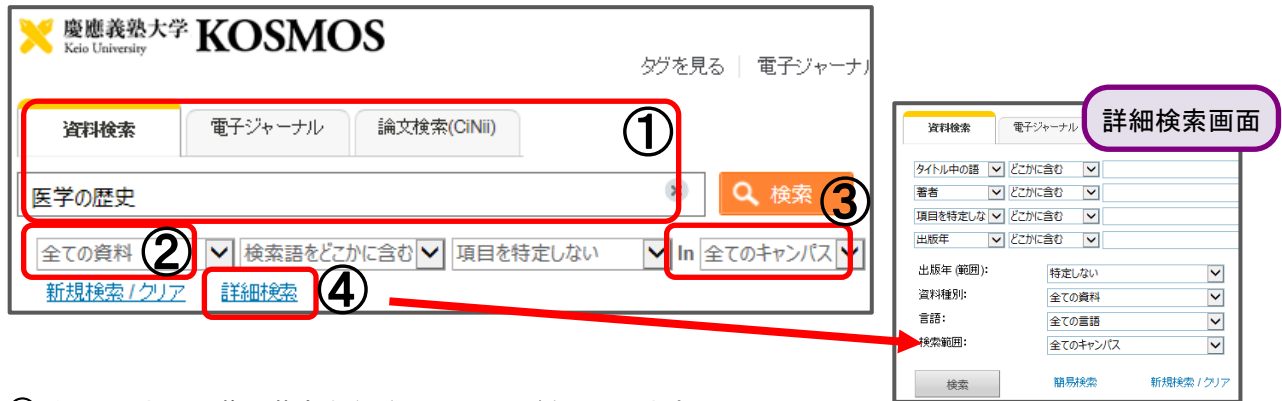 慶應義塾大学 KOSMOS
Keio University
タグを見る 電子ジャーナル
資料検索 電子ジャーナル 論文検索(CiNii) ①
医学の歴史 検索 ③
全ての資料 ② 検索語をどこかに含む 項目を特定しない In 全てのキャンパス
新規検索 / クリア 詳細検索 ④
詳細検索画面
資料検索 電子ジャーナル
タイトル中の語 どこかに含む
著者 どこかに含む
項目を特定しな どこかに含む
出版年 どこかに含む
出版年 (範囲): 特定しない
資料種別: 全ての資料
言語: 全ての言語
検索範囲: 全てのキャンパス
検索 簡易検索 新規検索 / クリア